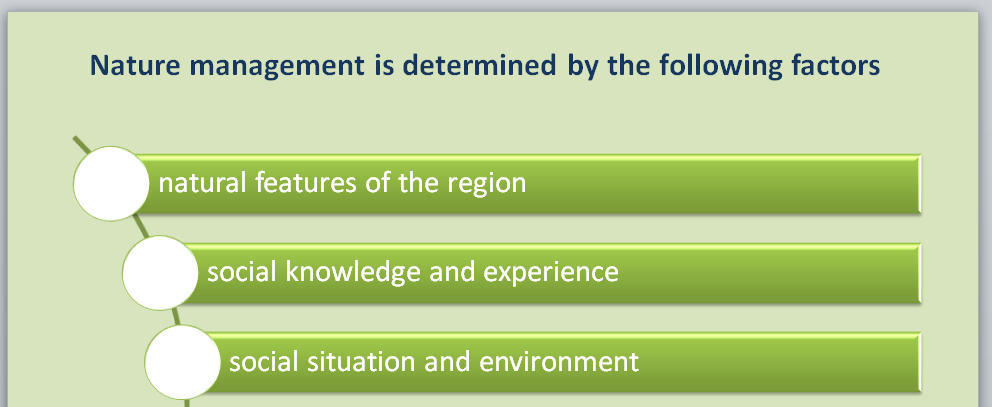 Nature management is determined by the following factors
natural features of the region
social knowledge and experience
social situation and environment